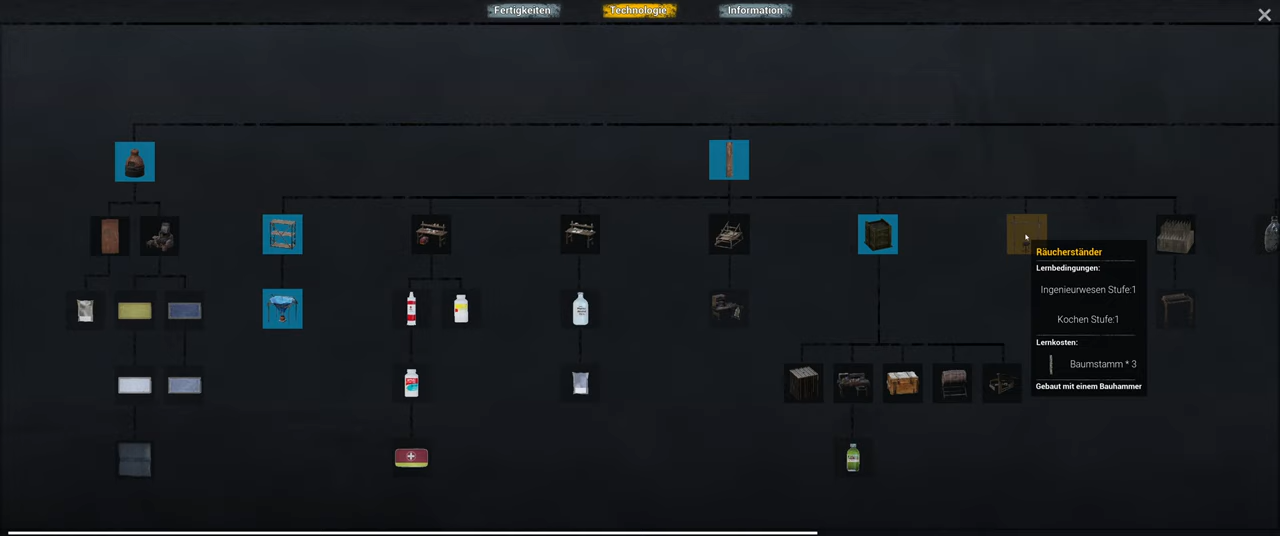 Fertigkeiten
Technologie
Information
Räucherständer
Lernbedingungen:
Ingenieurwesen Stufe:1
Kochen Stufe:1
Lernkosten:
Baumstamm * 3
Gebaut mit einem Bauhammer